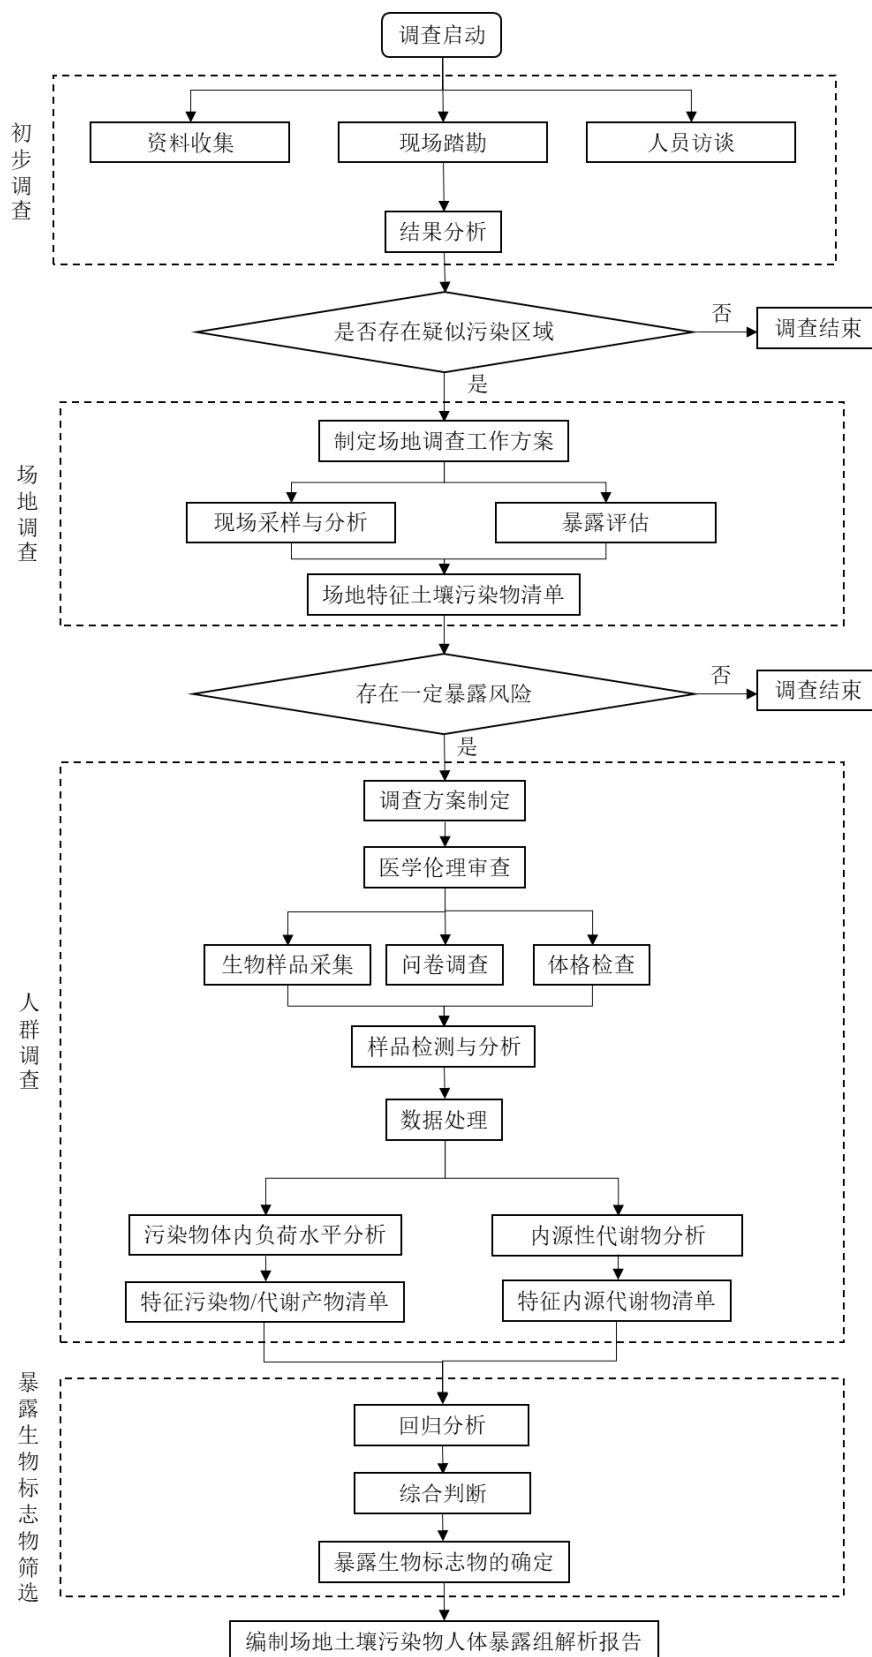 调查启动
初步调查
资料收集
现场踏勘
人员访谈
结果分析
是否存在疑似污染区域
否
调查结束
是
场地调查
制定场地调查工作方案
现场采样与分析
暴露评估
场地特征土壤污染物清单
存在一定暴露风险
否
调查结束
是
人群调查
调查方案制定
医学伦理审查
生物样品采集
问卷调查
体格检查
样品检测与分析
数据处理
污染物体内负荷水平分析
内源性代谢物分析
特征污染物/代谢产物清单
特征内源代谢物清单
暴露生物标志物筛选
回归分析
综合判断
暴露生物标志物的确定
编制场地土壤污染物人体暴露组解析报告